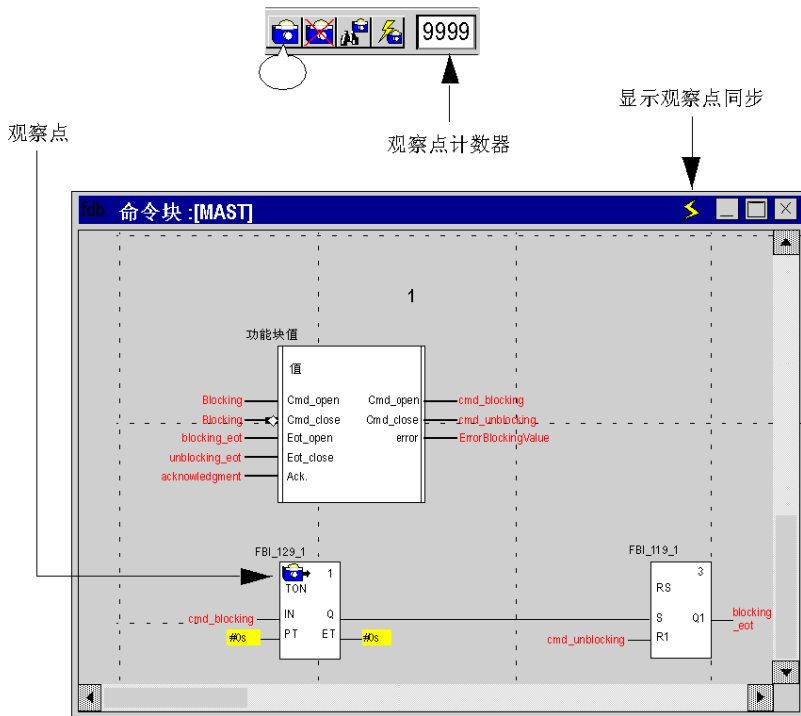 9999
显示观察点同步
观察点
观察点计数器
fdb 命令块 :[MAST]
1
功能块值
值
Blocking Cmd_open Cmd_open cmd_blocking
Blocking Cmd_close Cmd_close cmd_unblocking
blocking_eot Eot_open error ErrorBlockingValue
unblocking_eot Eot_close
acknowledgment Ack.
FBI_129_1 FBI_119_1
1 3
TON RS
cmd_blocking IN Q S Q1 blocking
_eot
#0s PT ET #0s cmd_unblocking R1